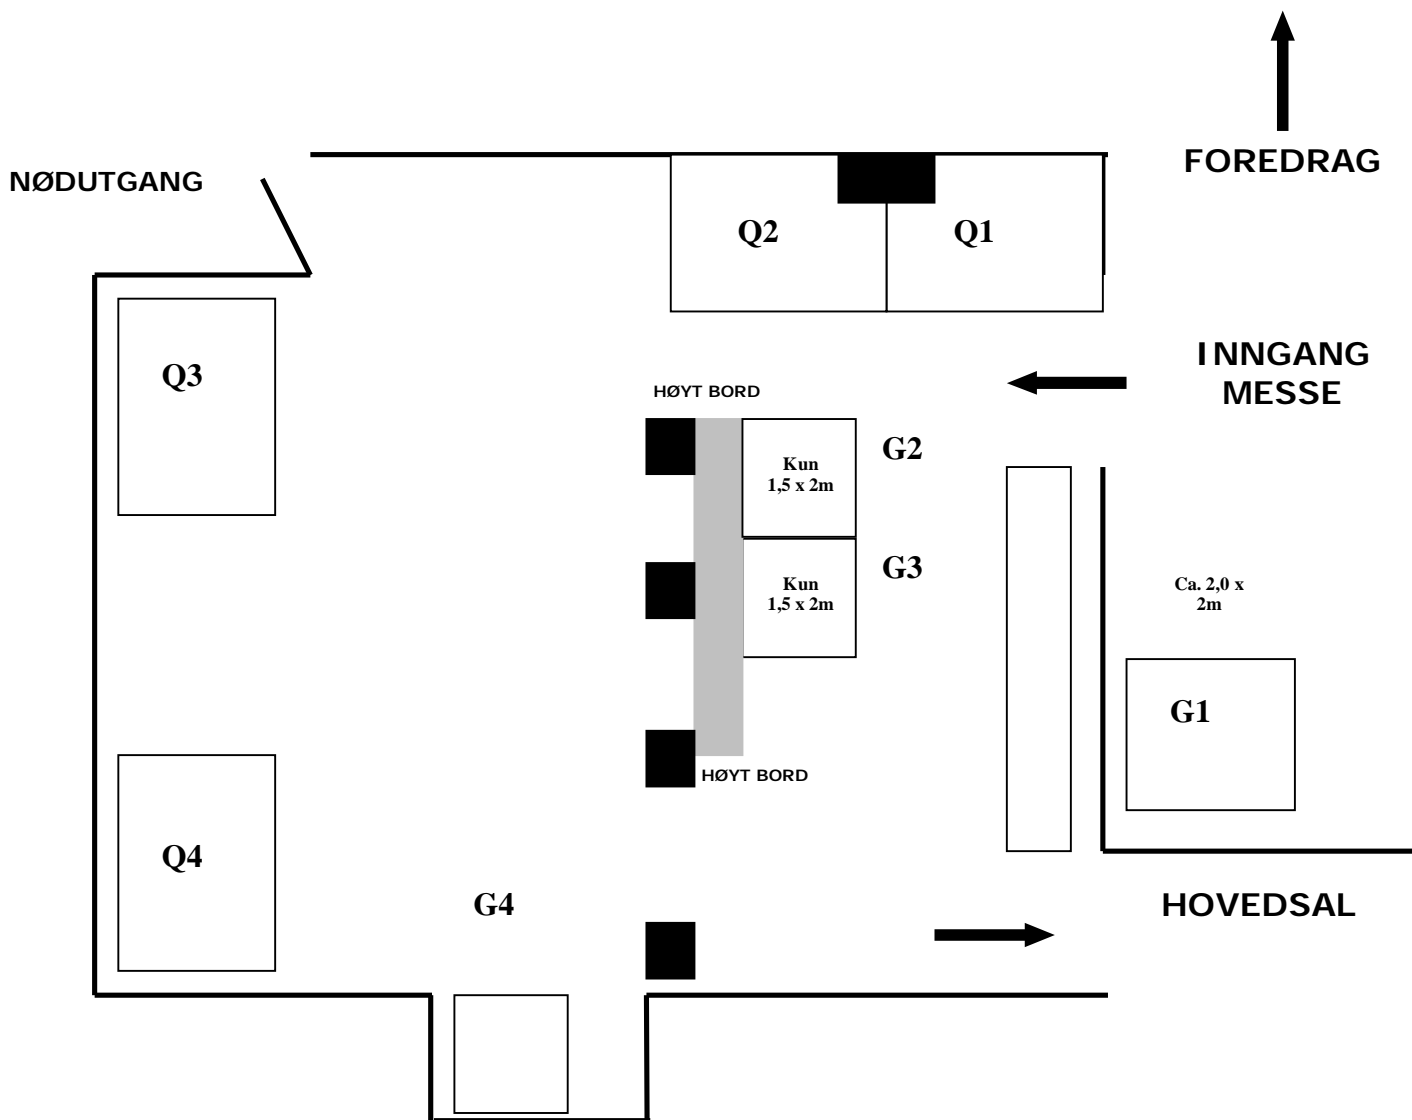 FOREDRAG
NØDUTGANG
Q2
Q1
INNGANG
MESSE
Q3
HØYT BORD
G2
Kun
1,5 x 2m
G3
Kun
1,5 x 2m
Ca. 2,0 x
2m
G1
HØYT BORD
Q4
G4
HOVEDSAL